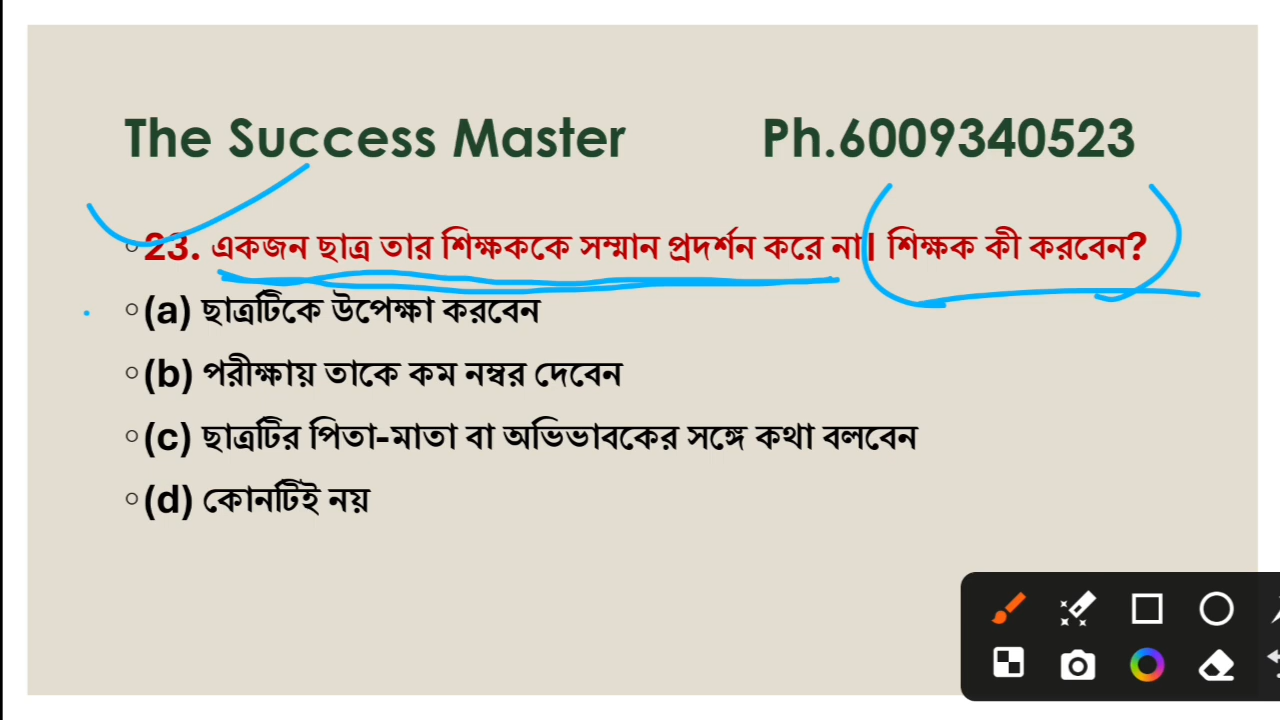 The Success Master Ph.6009340523
23. একজন ছাত্র তার শিক্ষককে সম্মান প্রদর্শন করে না। শিক্ষক কী করবেন?
(a) ছাত্রটিকে উপেক্ষা করবেন
(b) পরীক্ষায় তাকে কম নম্বর দেবেন
(c) ছাত্রটির পিতা-মাতা বা অভিভাবকের সঙ্গে কথা বলবেন
(d) কোনটিই নয়